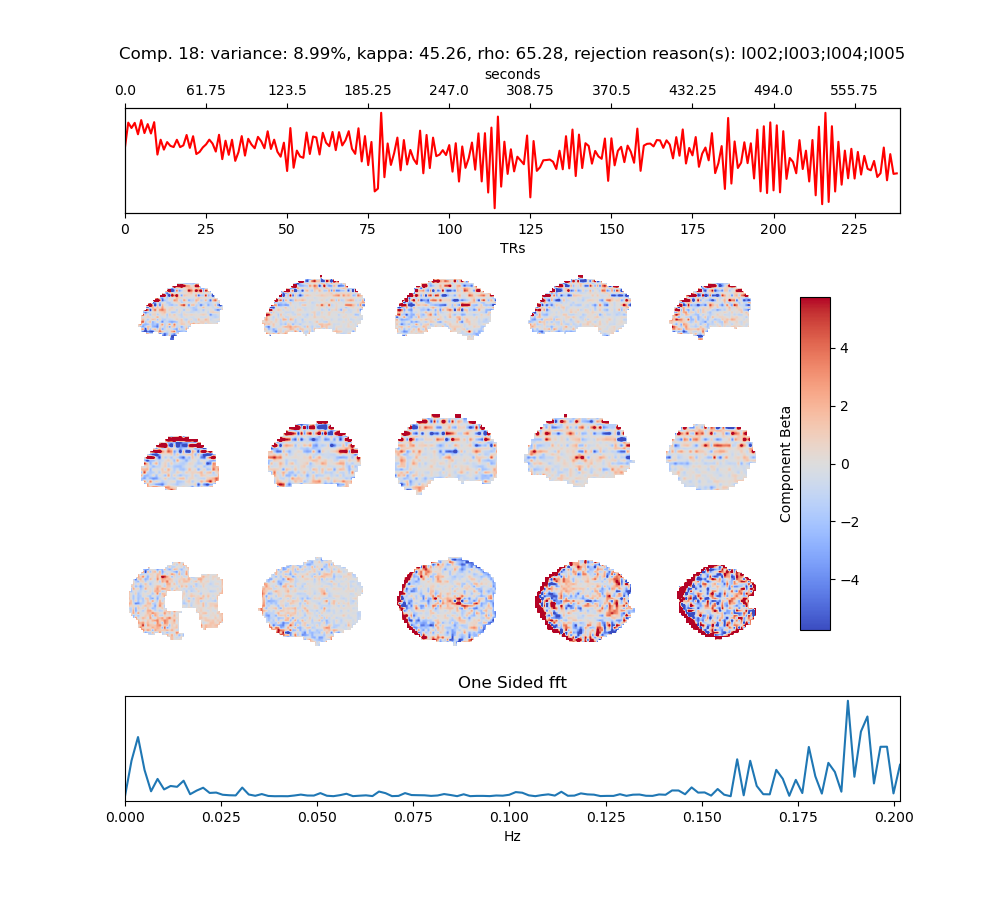 Comp. 18: variance: 8.99%, kappa: 45.26, rho: 65.28, rejection reason(s): I002;I003;I004;I005
seconds
0.0 61.75 123.5 185.25 247.0 308.75 370.5 432.25 494.0 555.75
0 25 50 75 100 125 150 175 200 225
TRs
4
2
0
−2
−4
Component Beta
One Sided fft
0.000 0.025 0.050 0.075 0.100 0.125 0.150 0.175 0.200
Hz